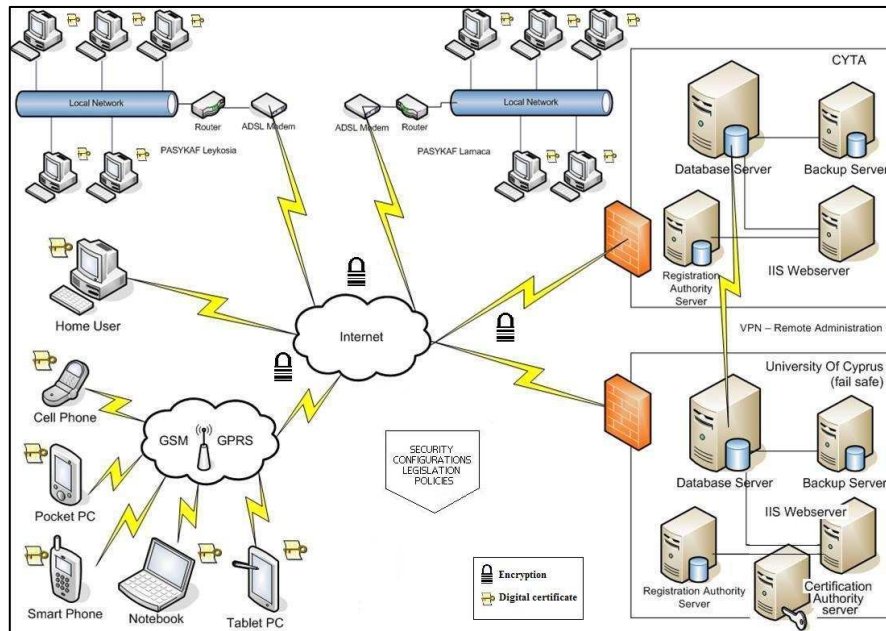 Local Network
Router
ADSL Modem
PASYKAF Leykosia
Local Network
ADSL Modem
Router
PASYKAF Larnaca
CYTA
Database Server
Backup Server
Registration
Authority
Server
IIS Webserver
Home User
Internet
VPN – Remote Administration
University Of Cyprus
(fail safe)
Cell Phone
GSM
GPRS
Database Server
Backup Server
SECURITY
CONFIGURATIONS
LEGISLATION
POLICIES
Pocket PC
IIS Webserver
Smart Phone
Notebook
Tablet PC
Encryption
Digital certificate
Registration Authority
Server
Certification
Authority
server